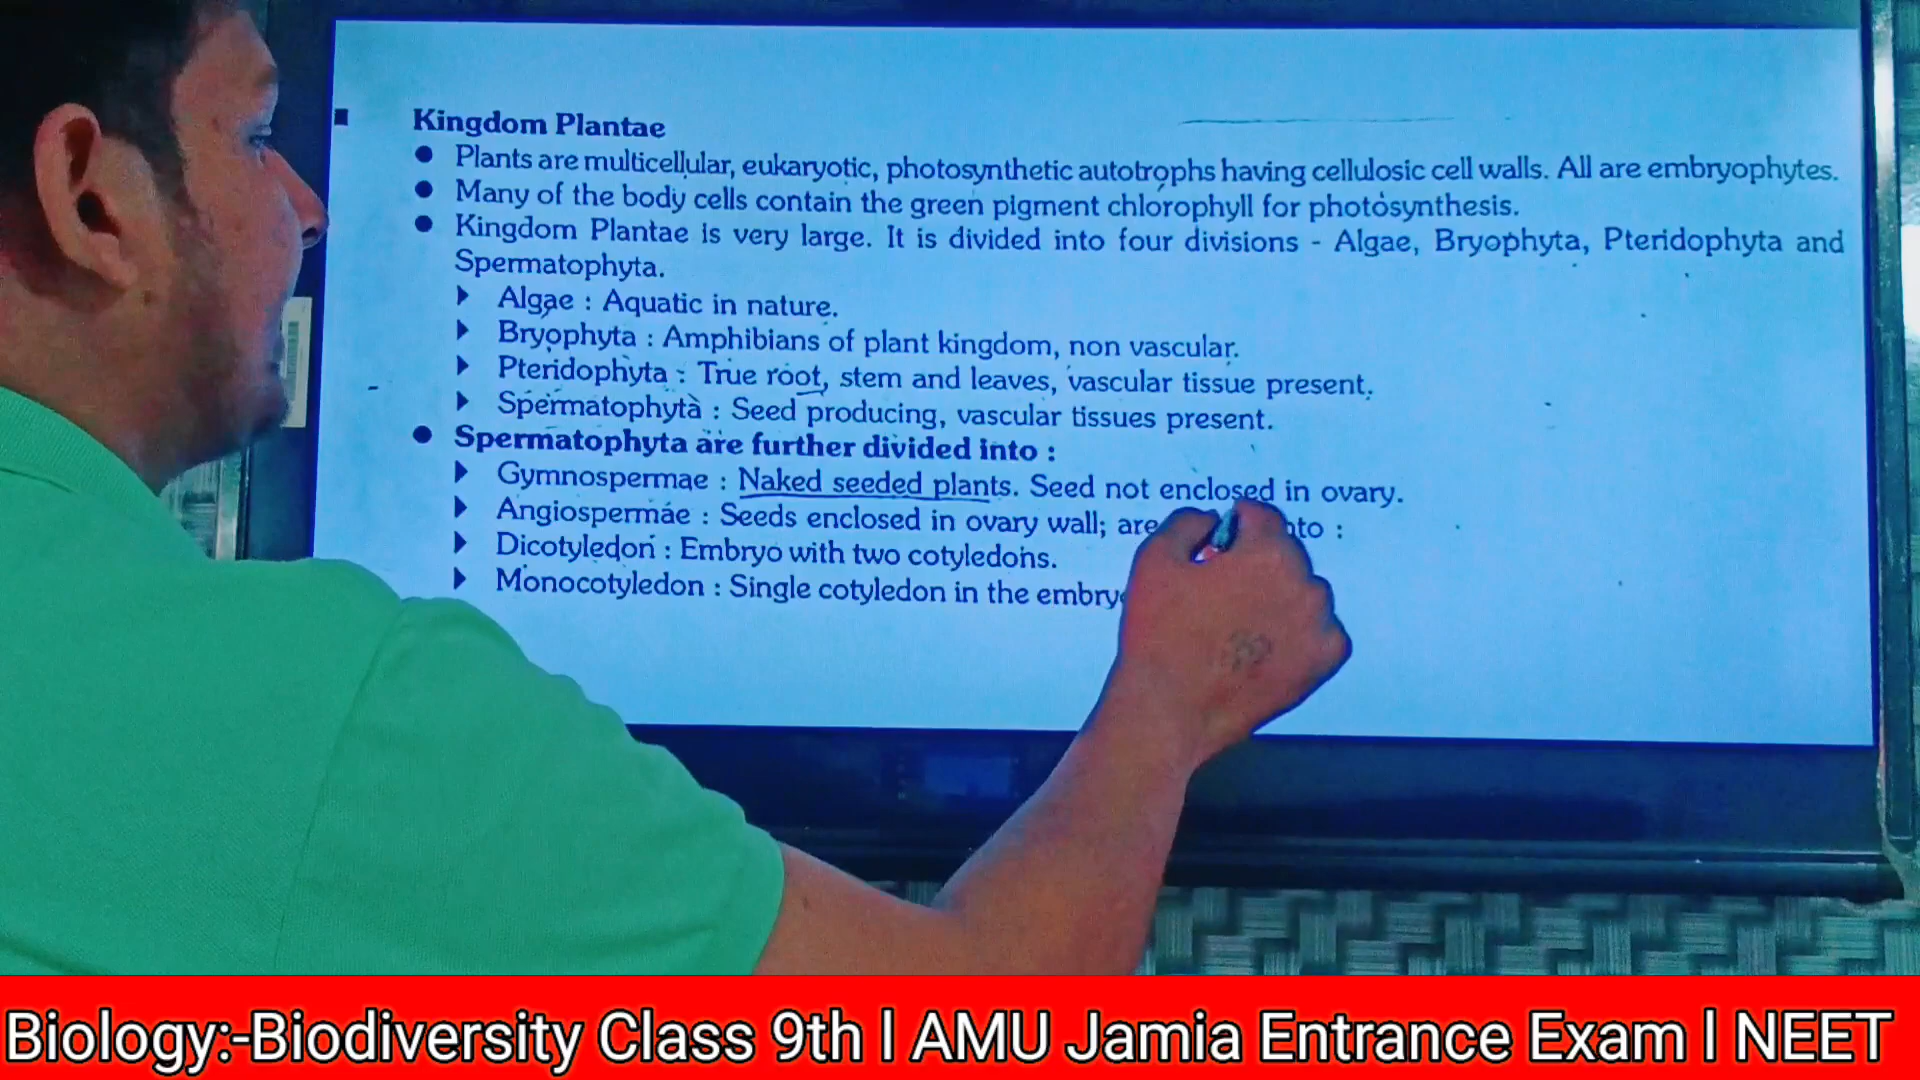 Kingdom Plantae
Plants are multicellular, eukaryotic, photosynthetic autotrophs having cellulosic cell walls. All are embryophytes.
Many of the body cells contain the green pigment chlorophyll for photosynthesis.
Kingdom Plantae is very large. It is divided into four divisions - Algae, Bryophyta, Pteridophyta and
Spermatophyta.
Algae : Aquatic in nature.
Bryophyta : Amphibians of plant kingdom, non vascular.
Pteridophyta : True root, stem and leaves, vascular tissue present.
Spermatophyta : Seed producing, vascular tissues present.
Spermatophyta are further divided into :
Gymnospermae : Naked seeded plants. Seed not enclosed in ovary.
Angiospermae : Seeds enclosed in ovary wall; are :
Dicotyledon : Embryo with two cotyledons.
Monocotyledon : Single cotyledon in the
Biology:-Biodiversity Class 9th l AMU Jamia Entrance Exam l NEET